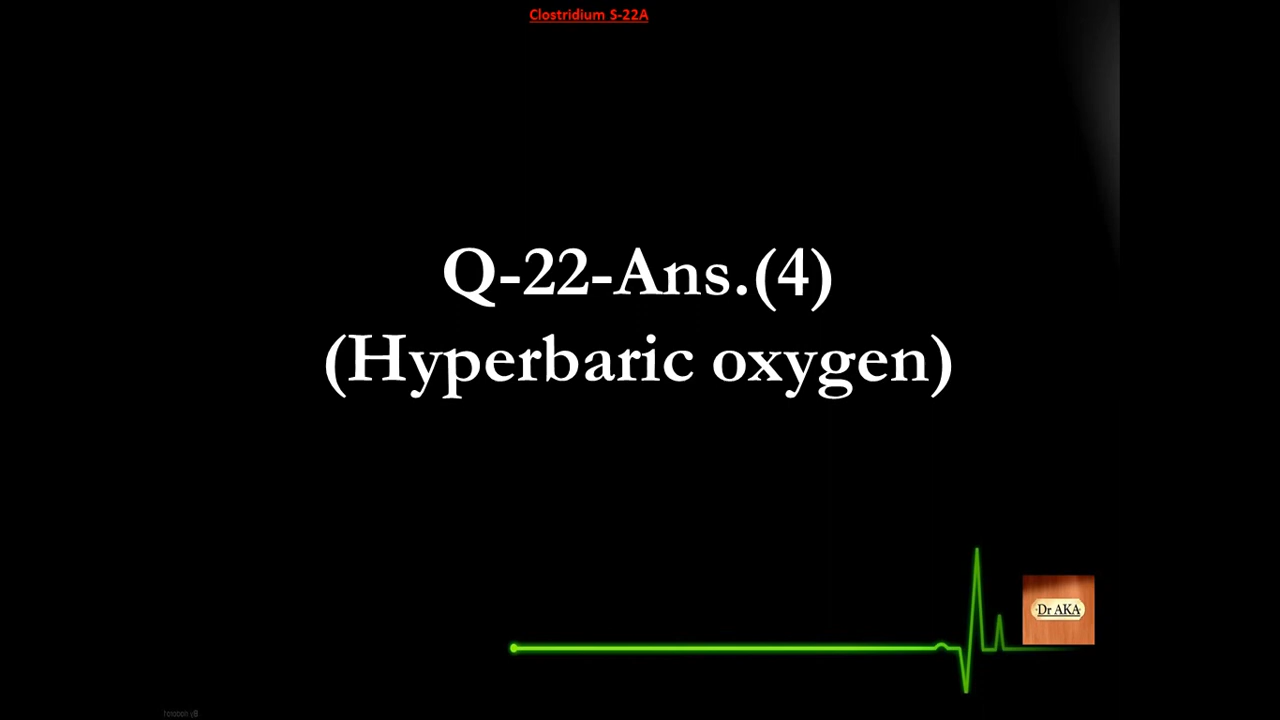 Clostridium S-22A
Q-22-Ans.(4)
(Hyperbaric oxygen)
Dr AKA